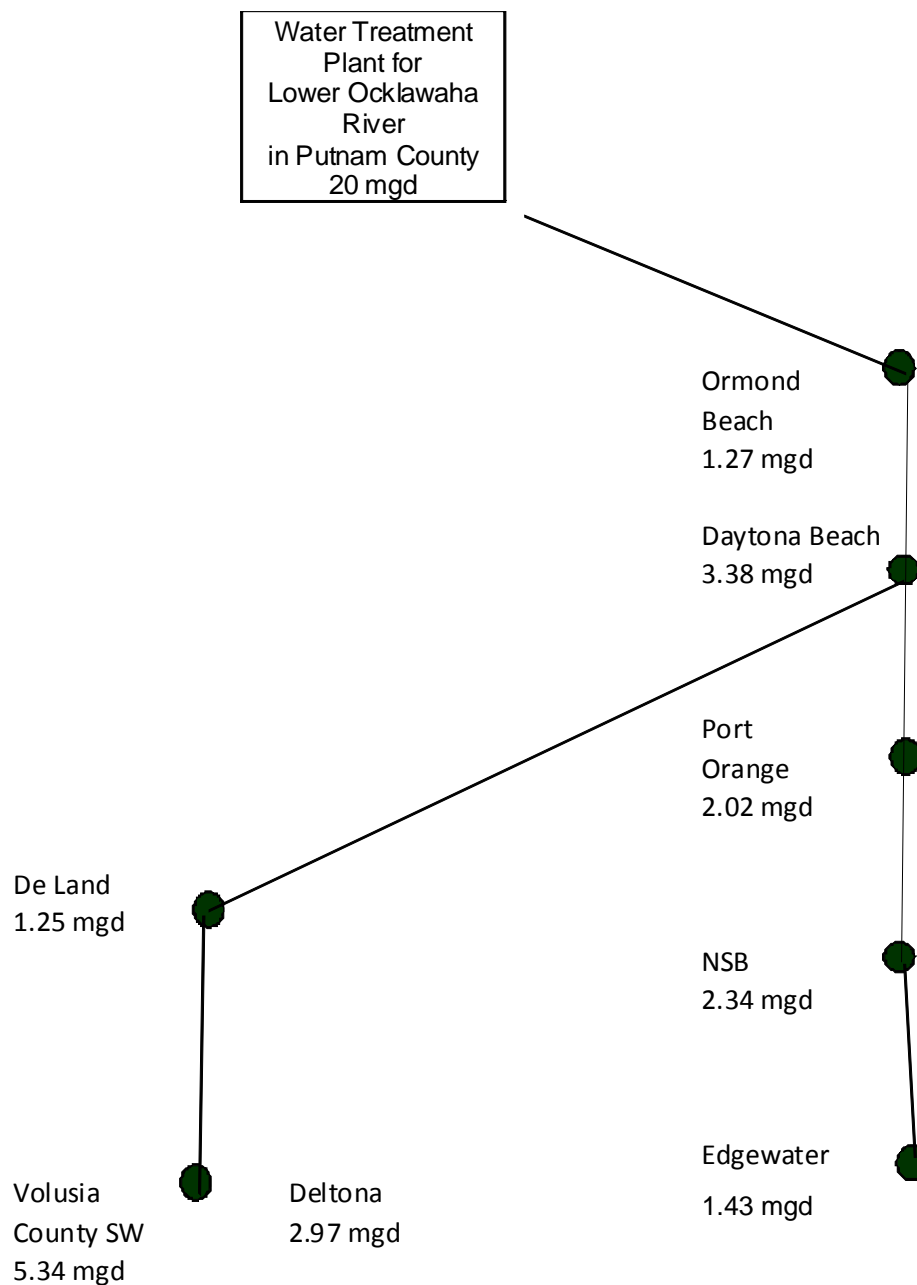 Water Treatment
Plant for
Lower Ocklawaha
River
in Putnam County
20 mgd
Ormond
Beach
1.27 mgd
Daytona Beach
3.38 mgd
Port
Orange
2.02 mgd
De Land
1.25 mgd
NSB
2.34 mgd
Edgewater
1.43 mgd
Volusia
County SW
5.34 mgd
Deltona
2.97 mgd